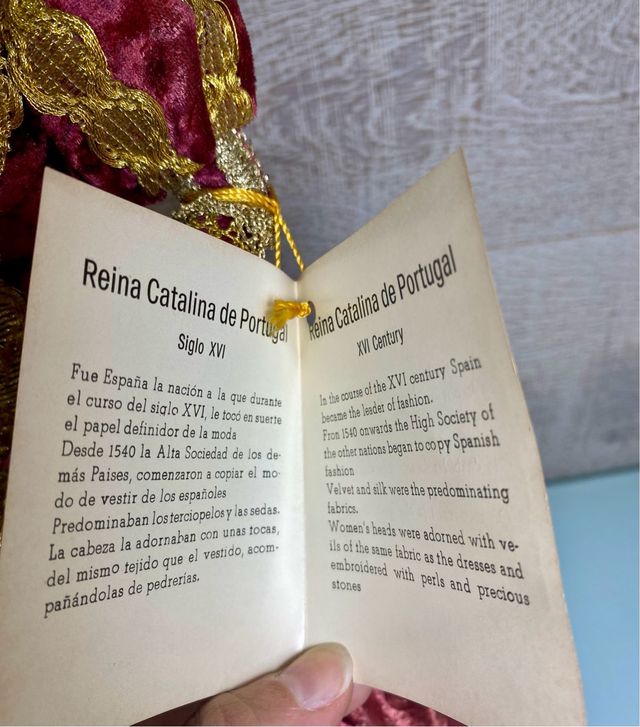 Reina Catalina de Portugal
Siglo XVI
Fue España la nación a la que durante
el curso del siglo XVI, le tocó en suerte
el papel definidor de la moda
Desde 1540 la Alta Sociedad de los de-
más Paises, comenzaron a copiar el mo-
do de vestir de los españoles
Predominaban los terciopelos y las sedas.
La cabeza la adornaban con unas tocas,
del mismo tejido que el vestido, acom-
pañándolas de pedrerías.
Reina Catalina de Portugal
XVI Century
In the course of the XVI century Spain
became the leader of fashion.
Fron 1540 onwards the High Society of
the other nations began to copy Spanish
fashion
Velvet and silk were the predominating
fabrics.
Women's heads were adorned with ve-
ils of the same fabric as the dresses and
embroidered with perls and precious
stones